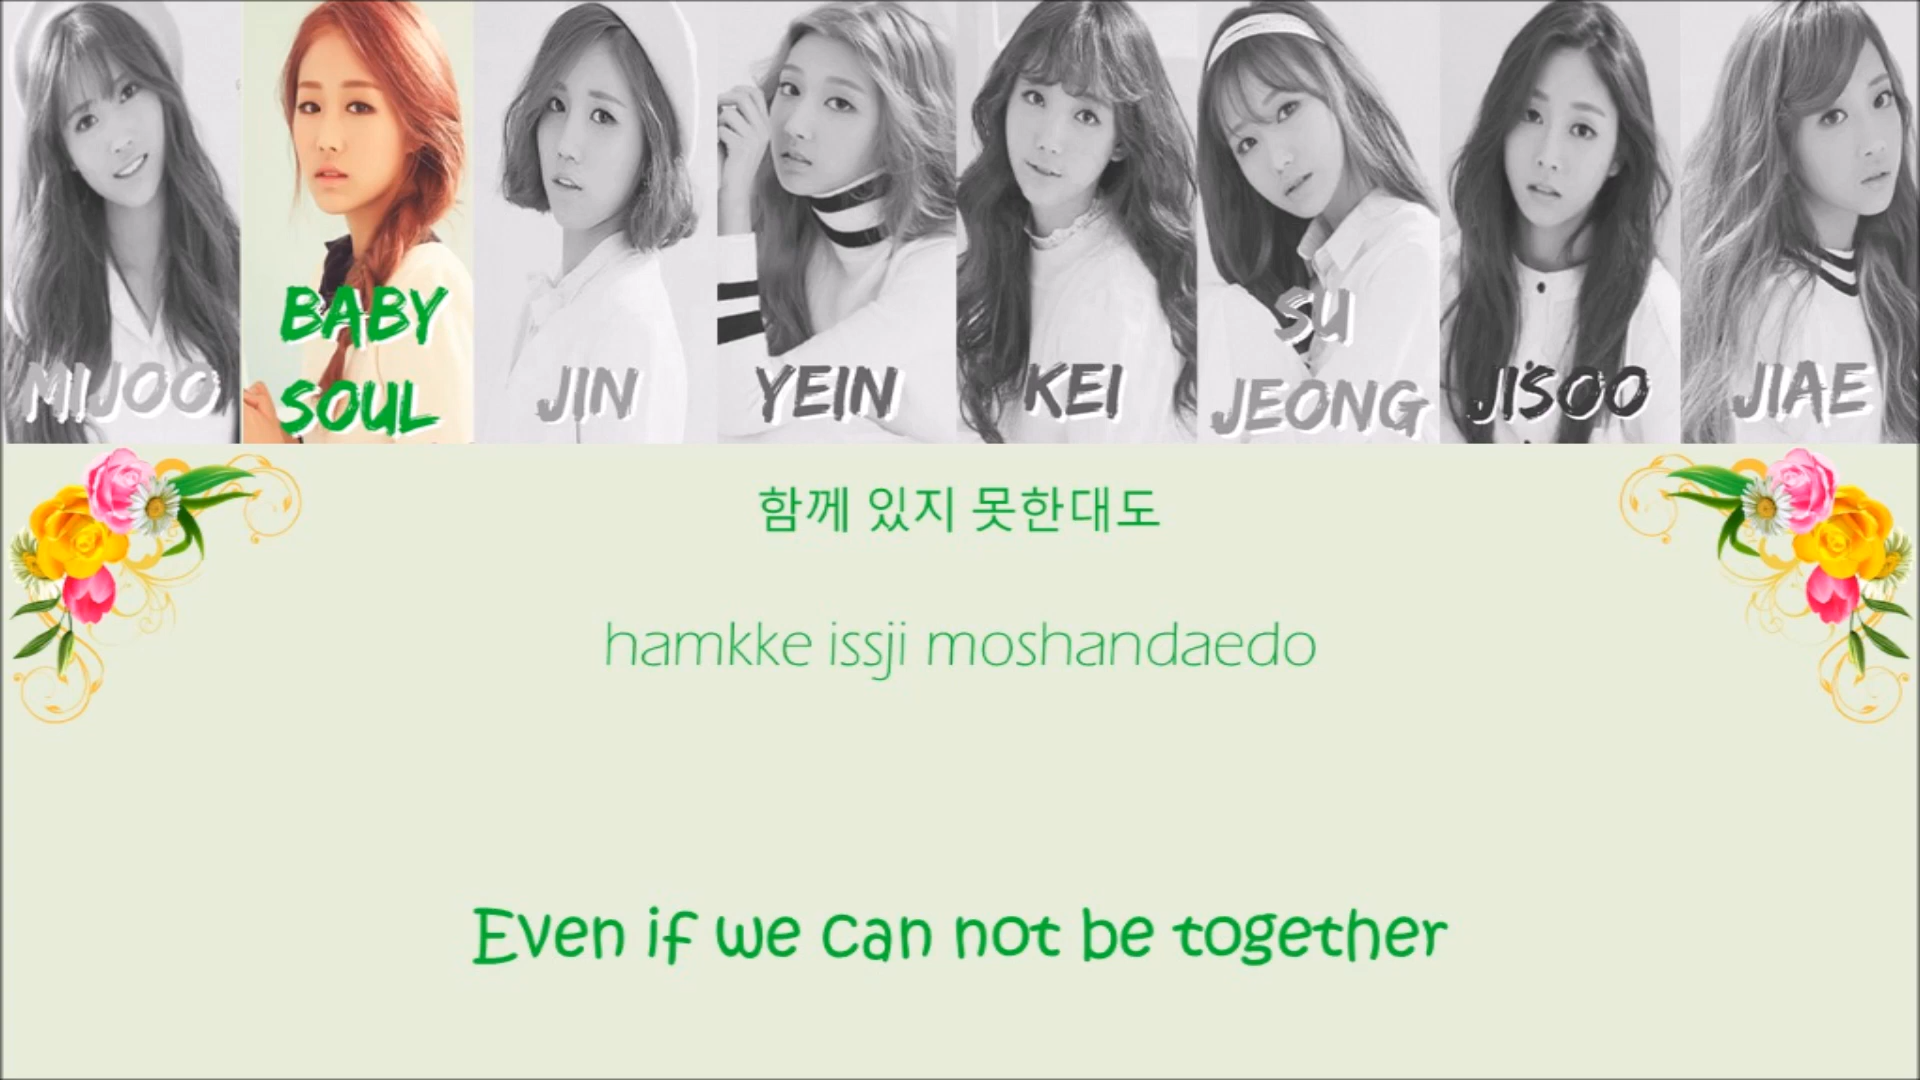 MIJOO
BABY
SOUL
JIN
YEIN
KEI
SU
JEONG
JISOO
JIAE
함께 있지 못한대도
hamkke issji moshandaedo
Even if we can not be together